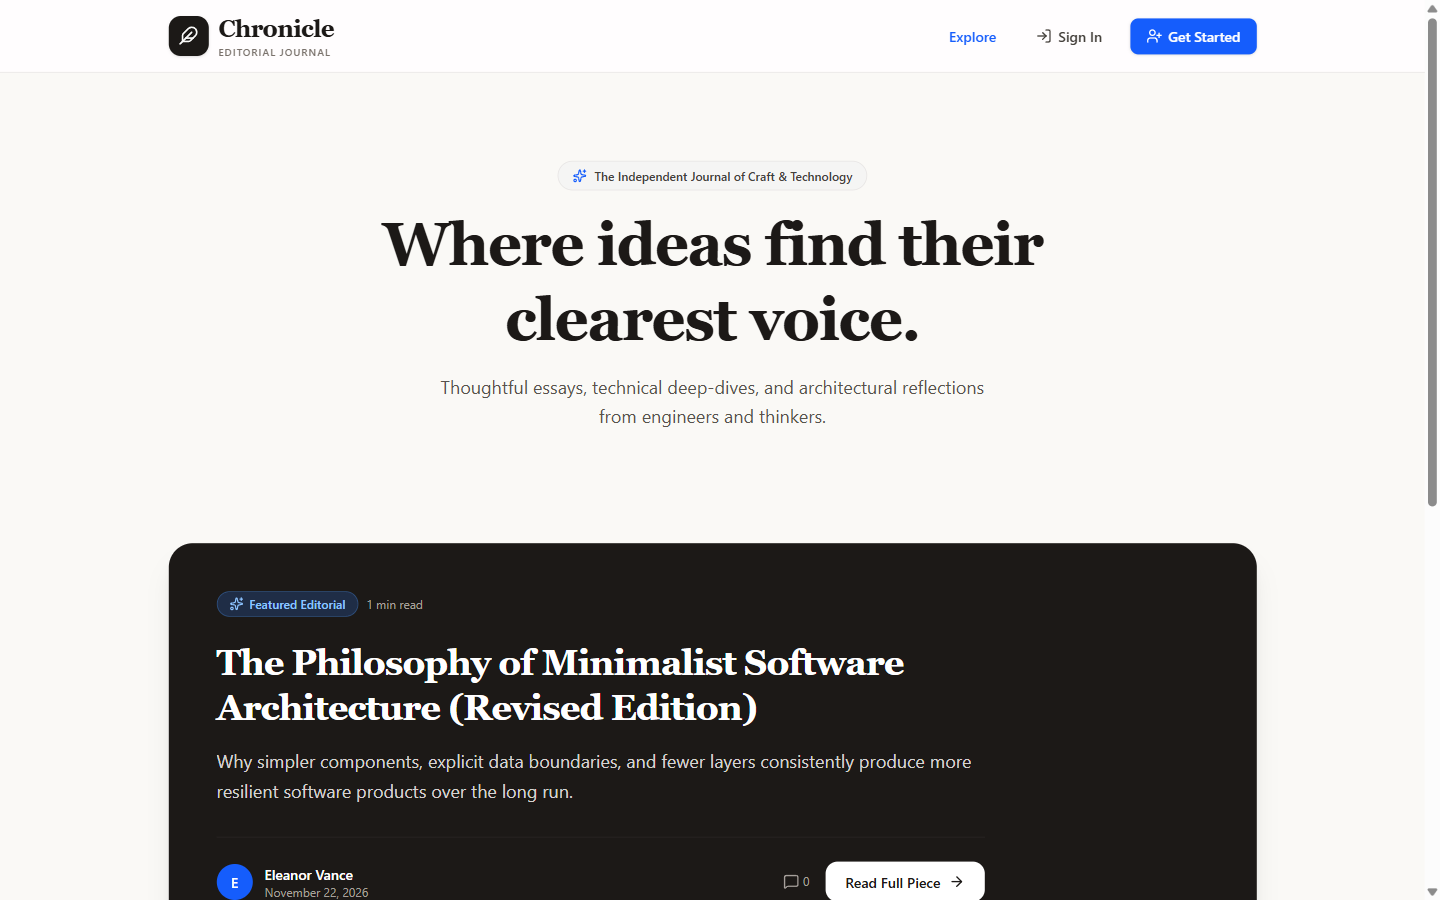 Chronicle
EDITORIAL JOURNAL
Explore
Sign In
Get Started
The Independent Journal of Craft & Technology
Where ideas find their
clearest voice.
Thoughtful essays, technical deep-dives, and architectural reflections
from engineers and thinkers.
Featured Editorial
1 min read
The Philosophy of Minimalist Software
Architecture (Revised Edition)
Why simpler components, explicit data boundaries, and fewer layers consistently produce more
resilient software products over the long run.
E
Eleanor Vance
November 22, 2026
0
Read Full Piece